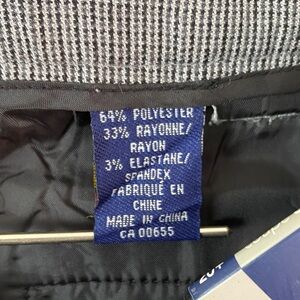 64% POLYESTER
33% RAYONNE/
RAYON
3% ELASTANE/
SPANDEX
FABRIQUÉ EN
CHINE
MADE IN CHINA
CA 00655